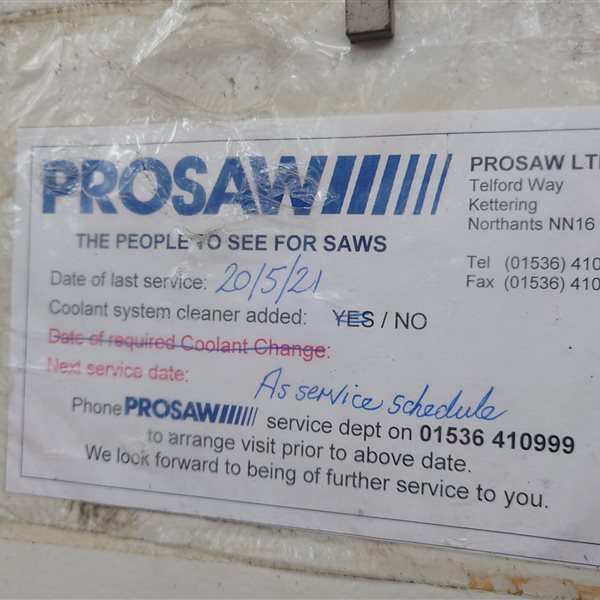 PROSAW
THE PEOPLE TO SEE FOR SAWS
PROSAW LT
Telford Way
Kettering
Northants NN16
Tel (01536) 410
Fax (01536) 410
Date of last service: 20/5/21
Coolant system cleaner added: YES / NO
Date of required Coolant Change:
Next service date: As service schedule
Phone PROSAW service dept on 01536 410999
to arrange visit prior to above date.
We look forward to being of further service to you.